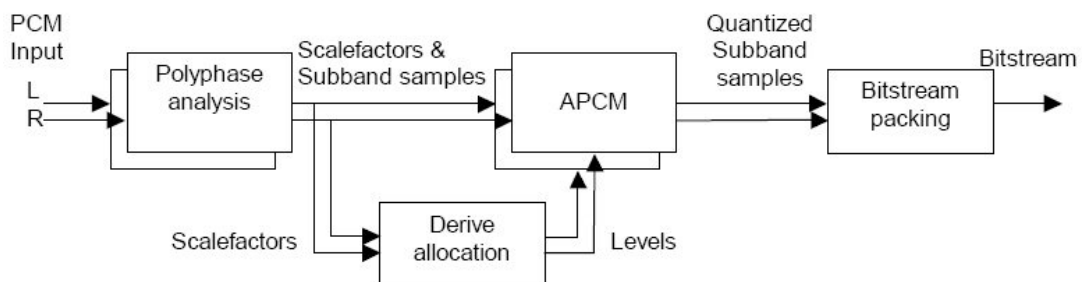 PCM
Input
L
R
Polyphase
analysis
Scalefactors &
Subband samples
APCM
Quantized
Subband
samples
Bitstream
packing
Bitstream
Scalefactors
Derive
allocation
Levels